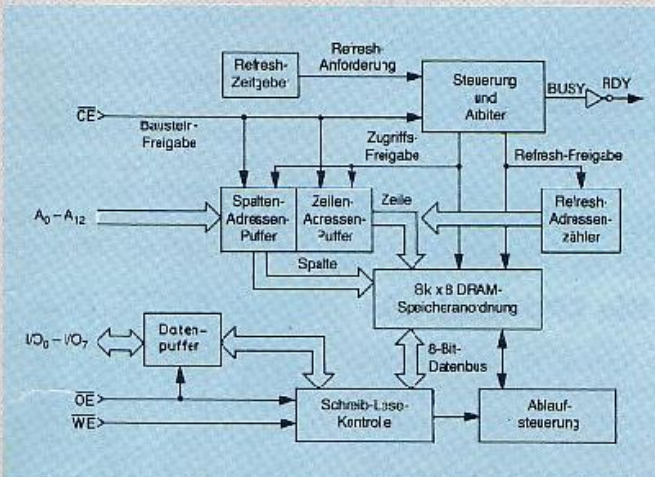 Refresh-
Zeitgeber
Refresh-
Anforderung
Steuerung
und
Arbiter
BUSY
RDY
CE
Baustein-
Freigabe
Zugriffs-
Freigabe
Refresh-Freigabe
A0–A12
Spalten-
Adressen-
Puffer
Zeilen-
Adressen-
Puffer
Zeile
Refresh-
Adressen-
zähler
Spalte
8k x 8 DRAM-
Speicheranordnung
I/O0–I/O7
Daten-
puffer
8-Bit-
Datenbus
OE
WE
Schreib-Lese-
Kontrolle
Ablauf-
steuerung